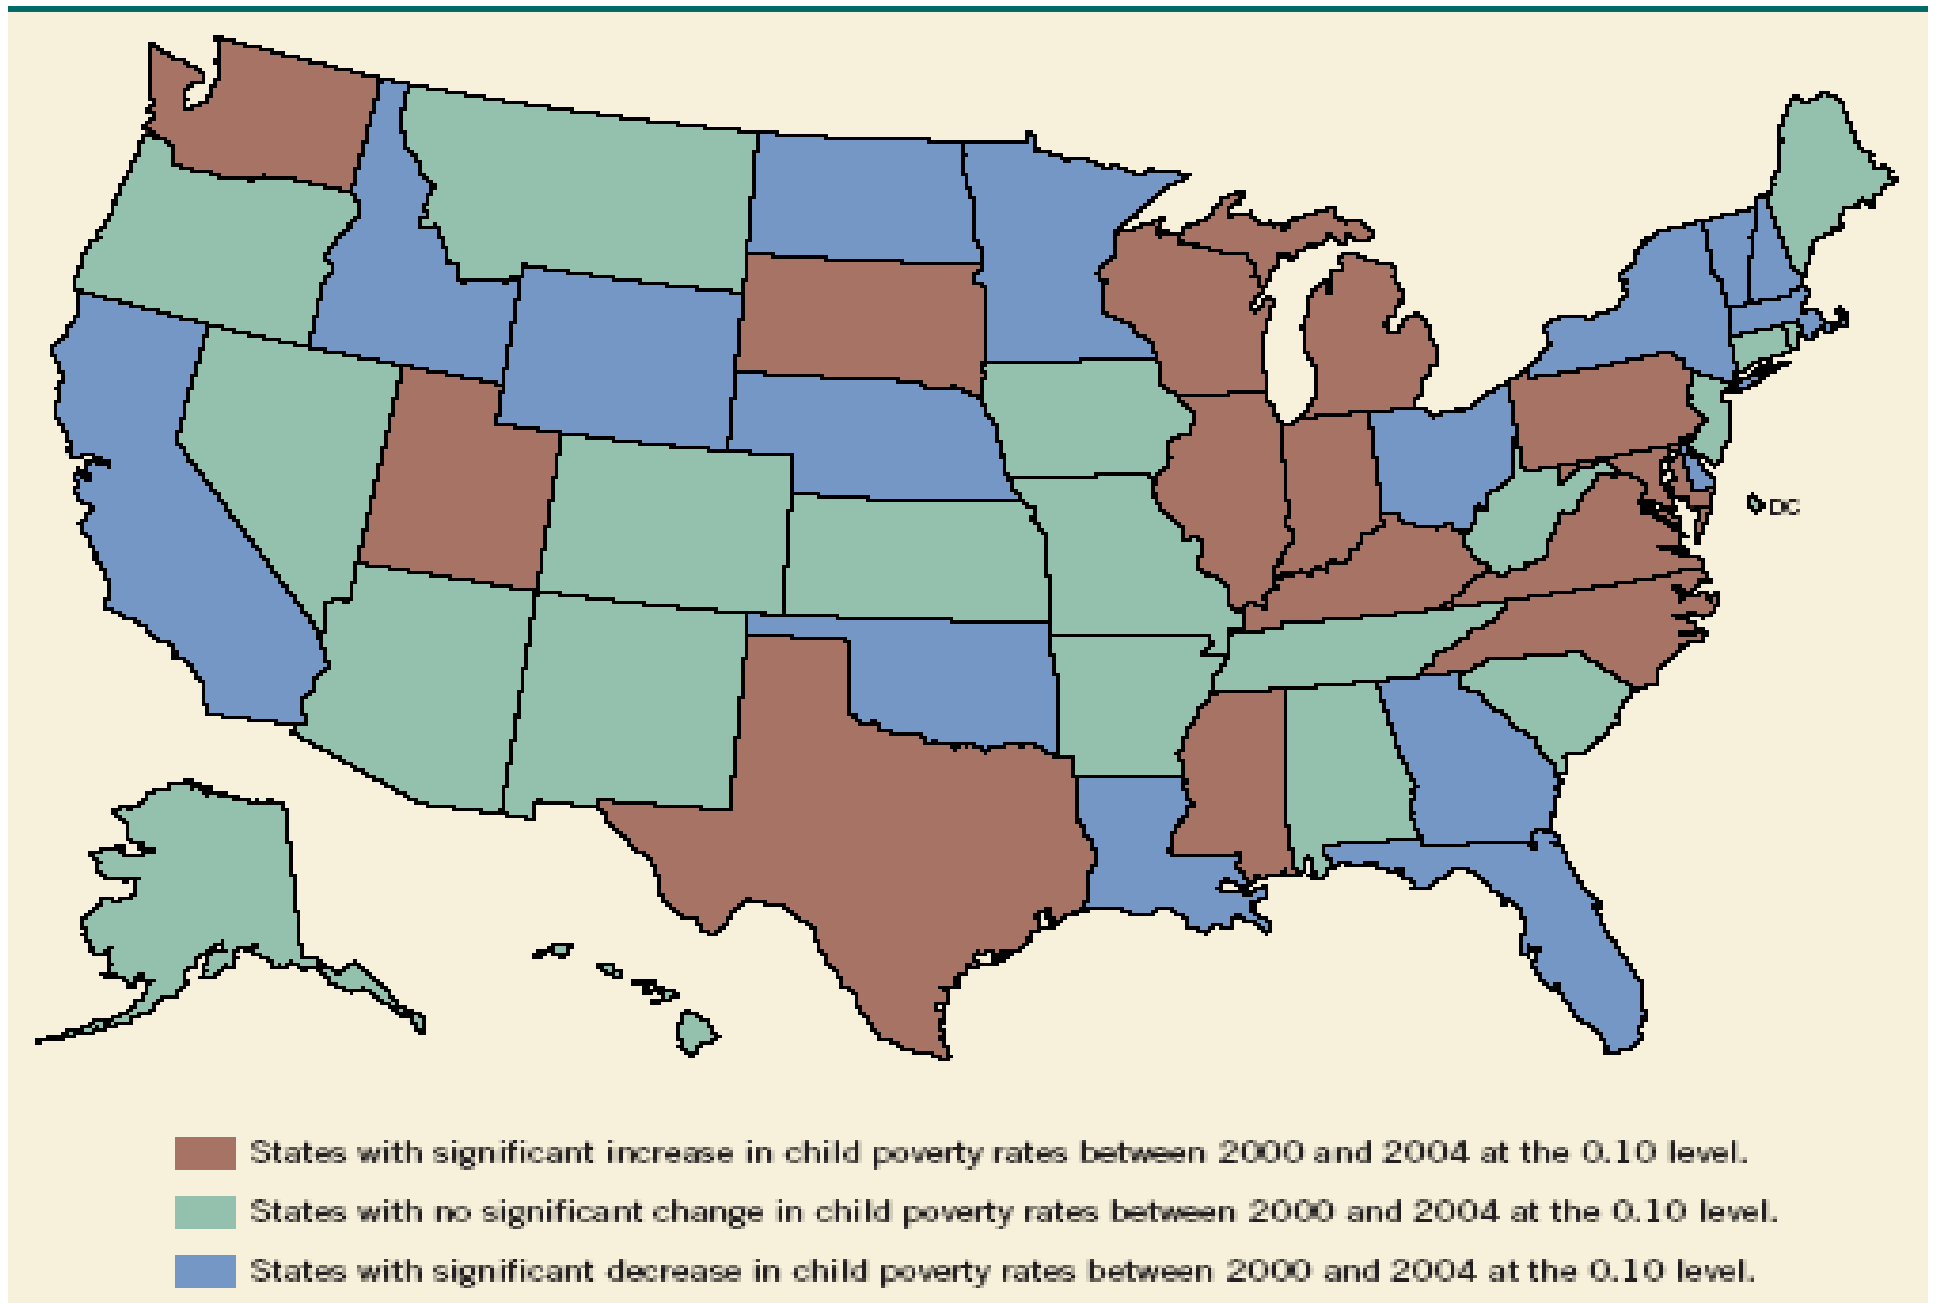 DC
States with significant increase in child poverty rates between 2000 and 2004 at the 0.10 level.
States with no significant change in child poverty rates between 2000 and 2004 at the 0.10 level.
States with significant decrease in child poverty rates between 2000 and 2004 at the 0.10 level.